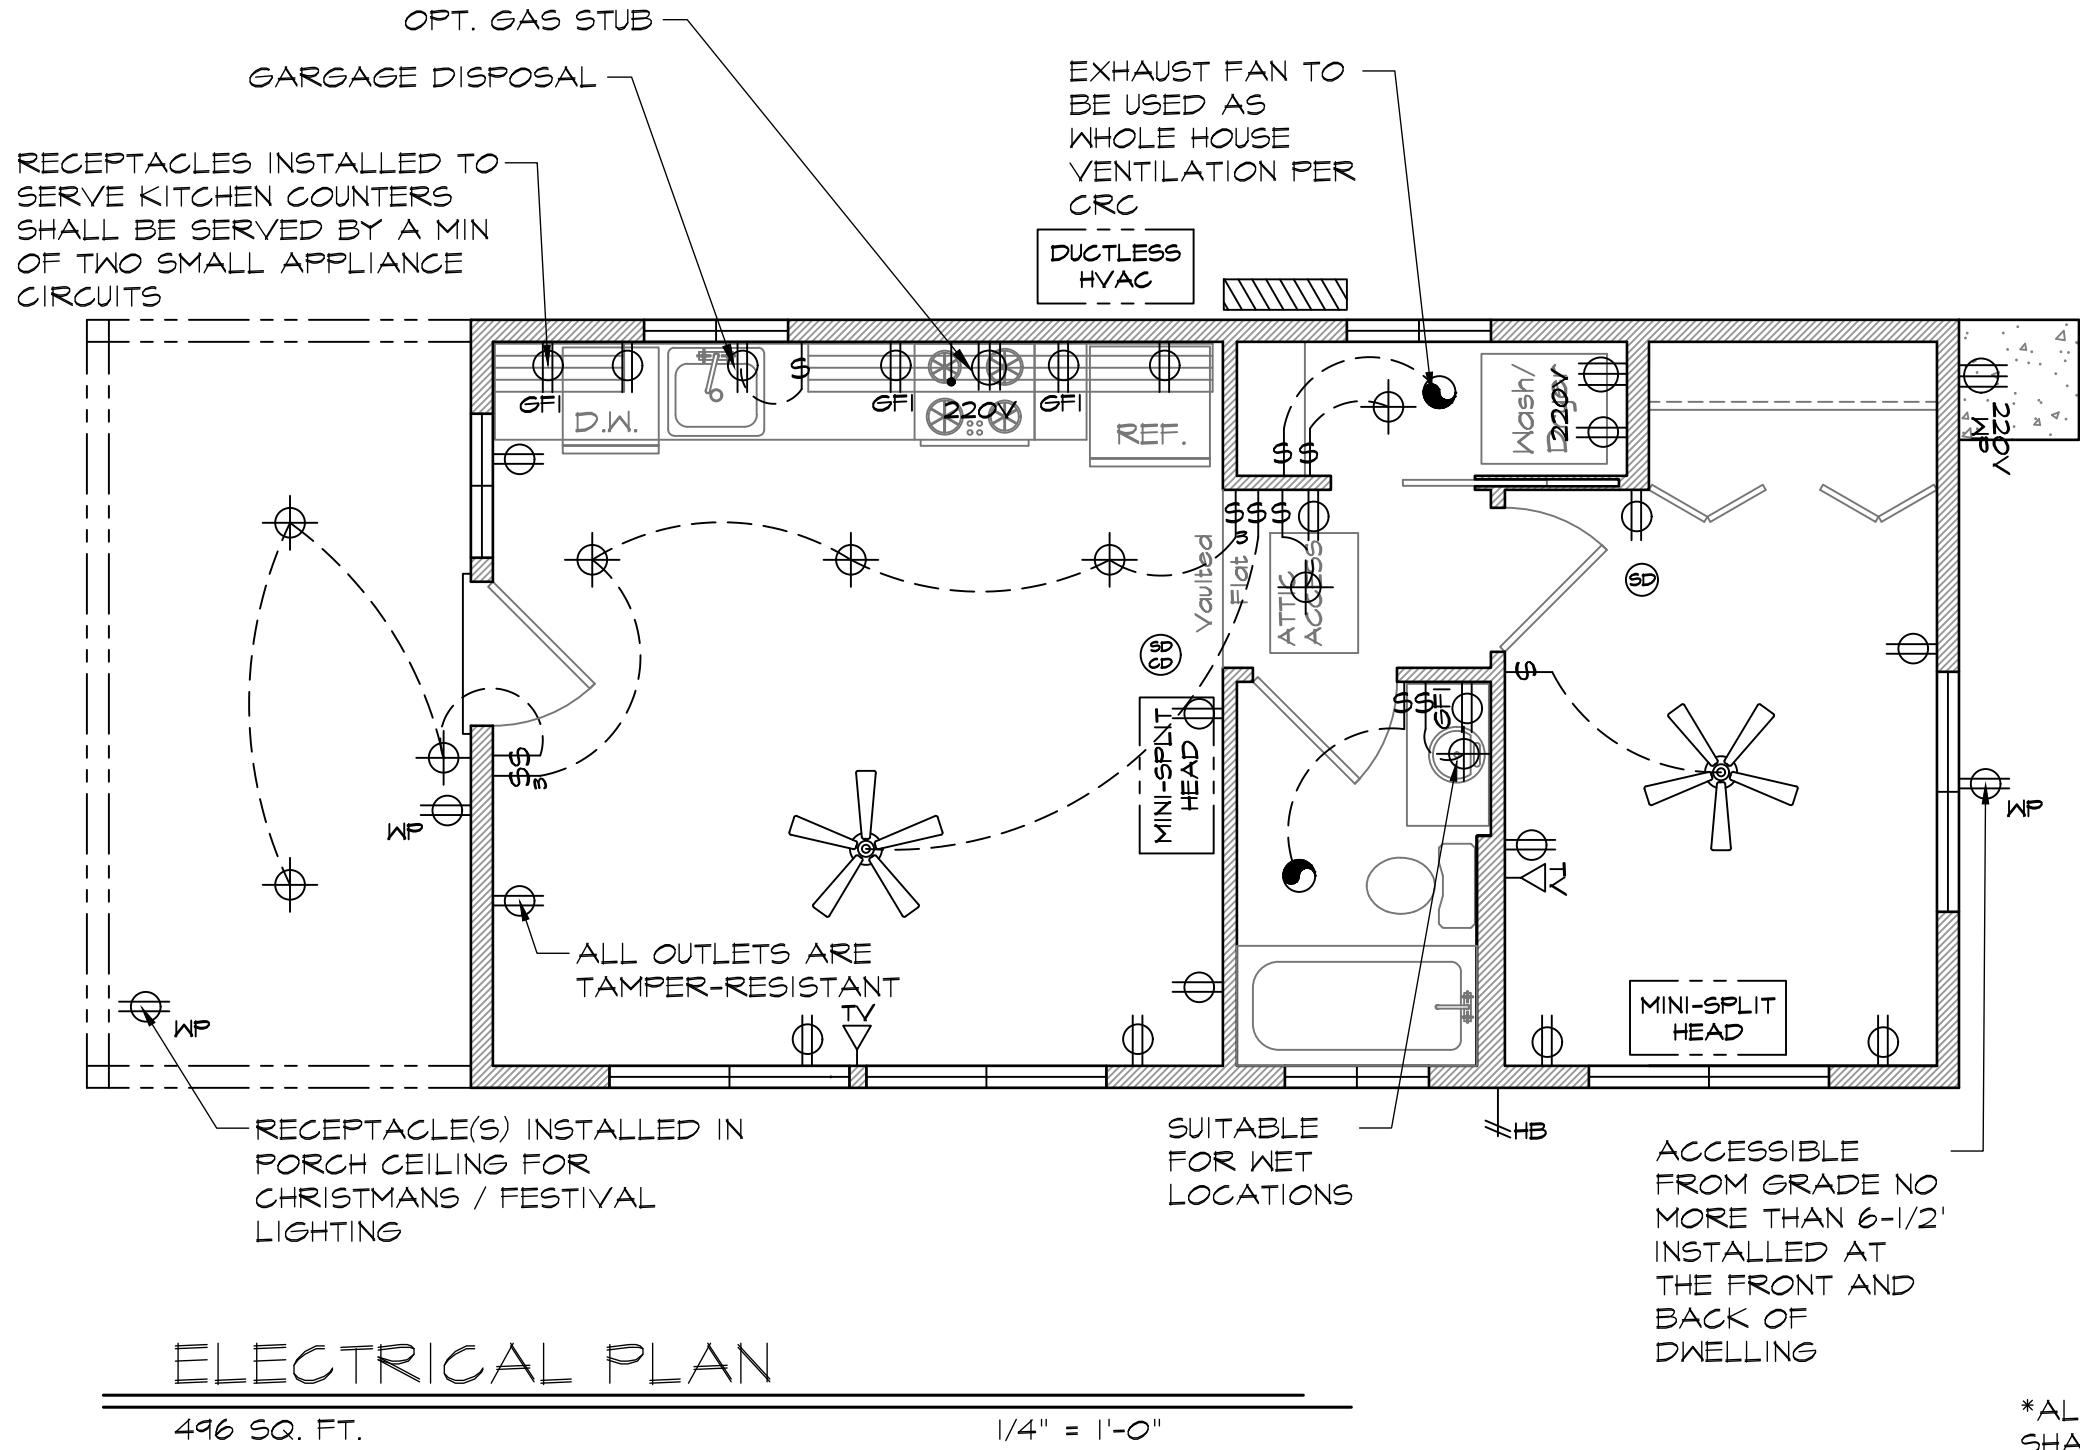 OPT. GAS STUB
GARGAGE DISPOSAL
RECEPTACLES INSTALLED TO
SERVE KITCHEN COUNTERS
SHALL BE SERVED BY A MIN
OF TWO SMALL APPLIANCE
CIRCUITS
EXHAUST FAN TO
BE USED AS
WHOLE HOUSE
VENTILATION PER
CRC
DUCTLESS
HVAC
GFI
D.W.
S
GFI
220V
GFI
REF.
S
S
Wash/
220V
220V
WP
S
S
S
3
Vaulted
Flat
ATTIC
ACCESS
SD
SD
CD
S
S
S
GFI
MINI-SPLIT
HEAD
S
S
3
WP
WP
TV
ALL OUTLETS ARE
TAMPER-RESISTANT
TV
WP
MINI-SPLIT
HEAD
HB
RECEPTACLE(S) INSTALLED IN
PORCH CEILING FOR
CHRISTMANS / FESTIVAL
LIGHTING
SUITABLE
FOR WET
LOCATIONS
ACCESSIBLE
FROM GRADE NO
MORE THAN 6-1/2'
INSTALLED AT
THE FRONT AND
BACK OF
DWELLING
ELECTRICAL PLAN
496 SQ. FT.
1/4" = 1'-0"
*AL
SHA